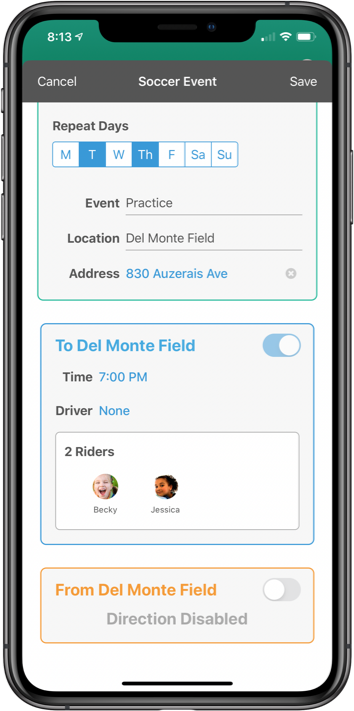 8:13
Cancel Soccer Event Save
Repeat Days
M T W Th F Sa Su
Event Practice
Location Del Monte Field
Address 830 Auzerais Ave
To Del Monte Field
Time 7:00 PM
Driver None
2 Riders
Becky Jessica
From Del Monte Field
Direction Disabled